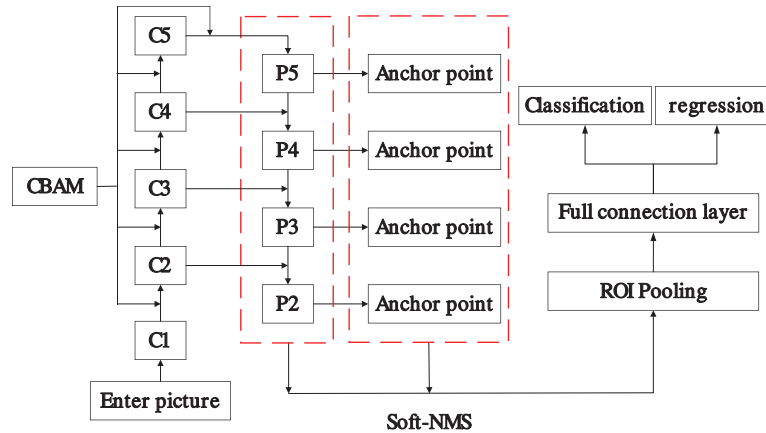 C5
P5
Anchor point
Classification
regression
C4
P4
Anchor point
CBAM
C3
P3
Anchor point
Full connection layer
C2
P2
Anchor point
ROI Pooling
C1
Enter picture
Soft-NMS